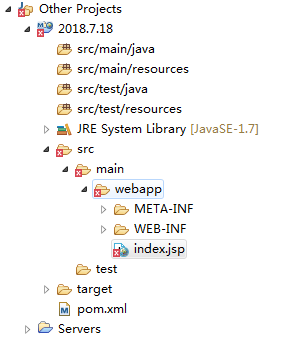 Other Projects
2018.7.18
src/main/java
src/main/resources
src/test/java
src/test/resources
JRE System Library [JavaSE-1.7]
src
main
webapp
META-INF
WEB-INF
index.jsp
test
target
pom.xml
Servers